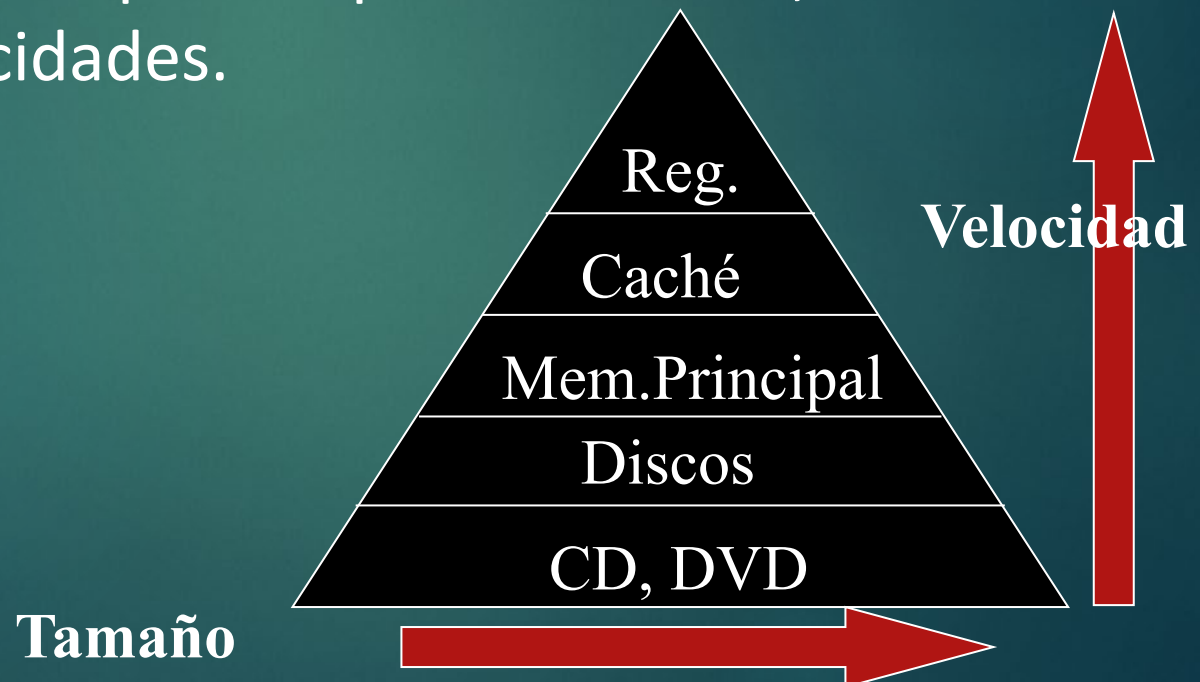 cidades.
Reg.
Caché
Velocidad
Mem.Principal
Discos
CD, DVD
Tamaño